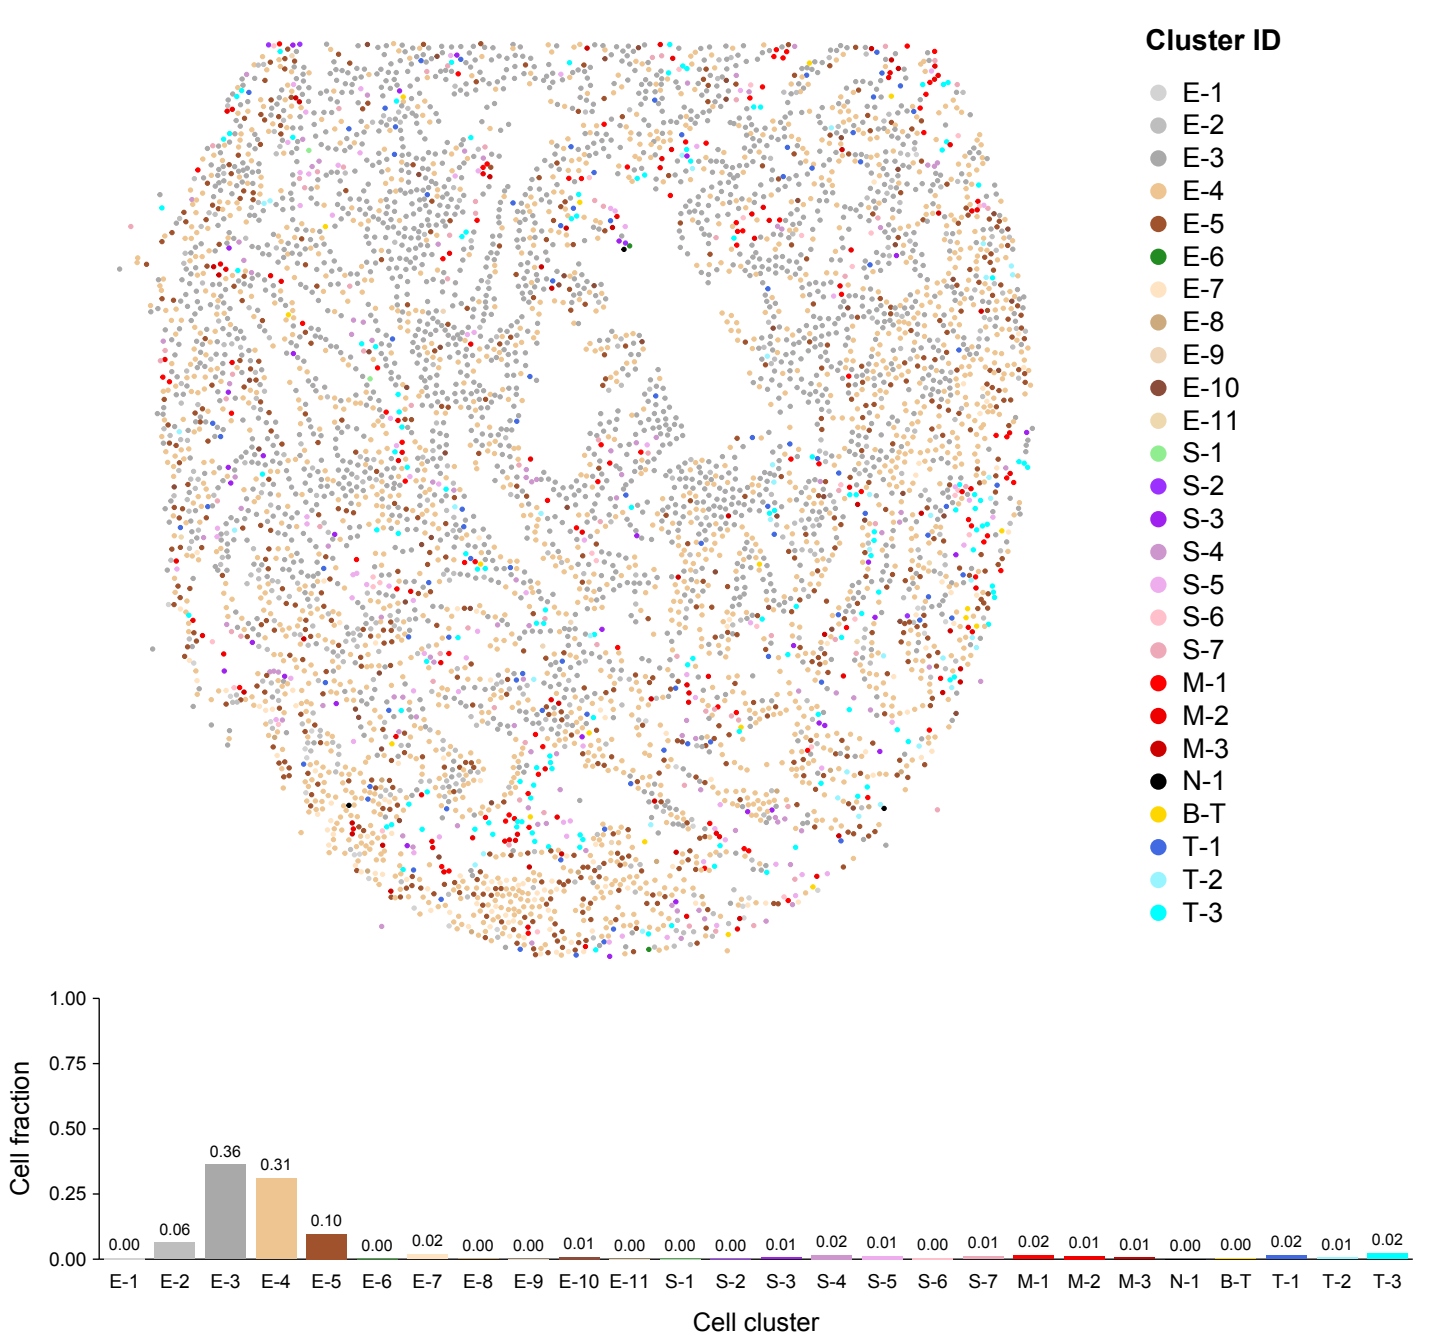 Cluster ID
E-1
E-2
E-3
E-4
E-5
E-6
E-7
E-8
E-9
E-10
E-11
S-1
S-2
S-3
S-4
S-5
S-6
S-7
M-1
M-2
M-3
N-1
B-T
T-1
T-2
T-3
1.00
0.75
0.50
0.25
0.00
Cell fraction
0.00 0.06 0.36 0.31 0.10 0.00 0.02 0.00 0.00 0.01 0.00 0.00 0.00 0.01 0.02 0.01 0.00 0.01 0.02 0.01 0.01 0.00 0.00 0.02 0.01 0.02
E-1 E-2 E-3 E-4 E-5 E-6 E-7 E-8 E-9 E-10 E-11 S-1 S-2 S-3 S-4 S-5 S-6 S-7 M-1 M-2 M-3 N-1 B-T T-1 T-2 T-3
Cell cluster